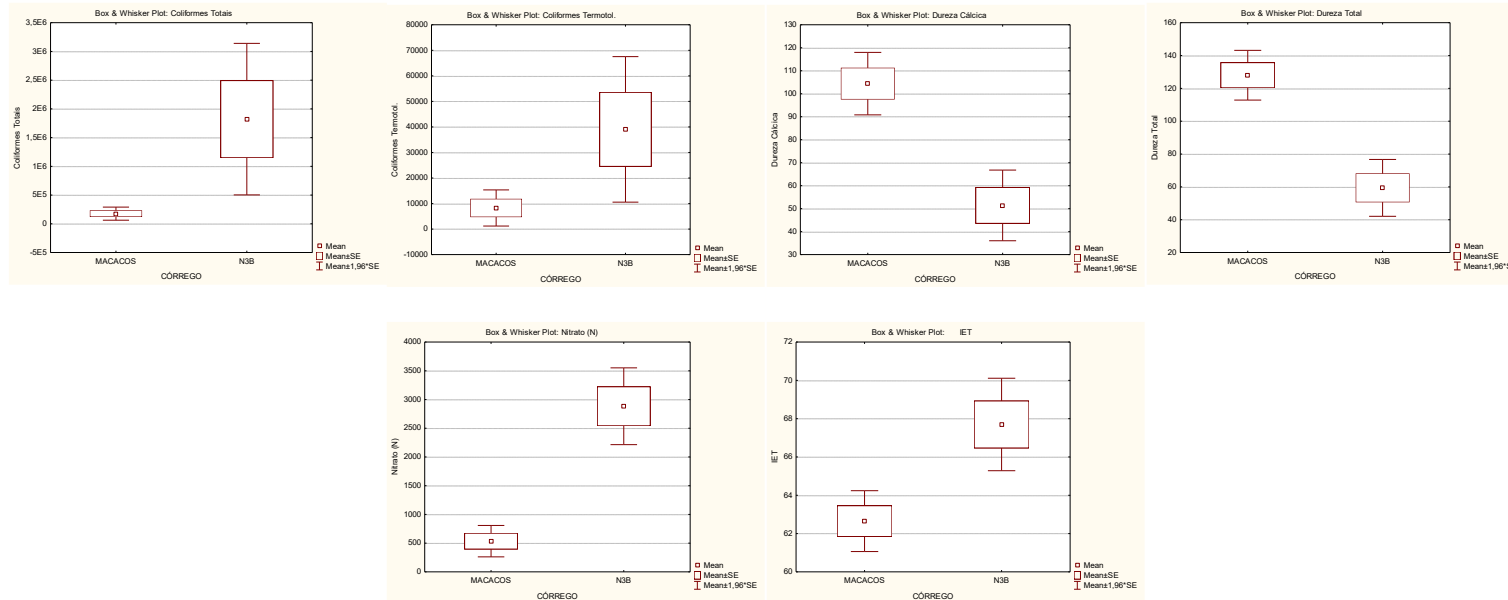 Box & Whisker Plot: Coliformes Totais
3,5E6
3E6
2,5E6
2E6
1,5E6
1E6
5E5
0
-5E5
Coliformes Totais
MACACOS N3B
CÓRREGO
Mean
Mean±SE
Mean±1,96*SE
Box & Whisker Plot: Coliformes Termotol.
80000
70000
60000
50000
40000
30000
20000
10000
0
-10000
Coliformes Termotol.
MACACOS N3B
CÓRREGO
Mean
Mean±SE
Mean±1,96*SE
Box & Whisker Plot: Dureza Cálcica
130
120
110
100
90
80
70
60
50
40
30
Dureza Cálcica
MACACOS N3B
CÓRREGO
Mean
Mean±SE
Mean±1,96*SE
Box & Whisker Plot: Dureza Total
160
140
120
100
80
60
40
20
Dureza Total
MACACOS N3B
CÓRREGO
Mean
Mean±SE
Mean±1,96*S
Box & Whisker Plot: Nitrato (N)
4000
3500
3000
2500
2000
1500
1000
500
0
Nitrato (N)
MACACOS N3B
CÓRREGO
Mean
Mean±SE
Mean±1,96*SE
Box & Whisker Plot: IET
72
70
68
66
64
62
60
IET
MACACOS N3B
CÓRREGO
Mean
Mean±SE
Mean±1,96*SE